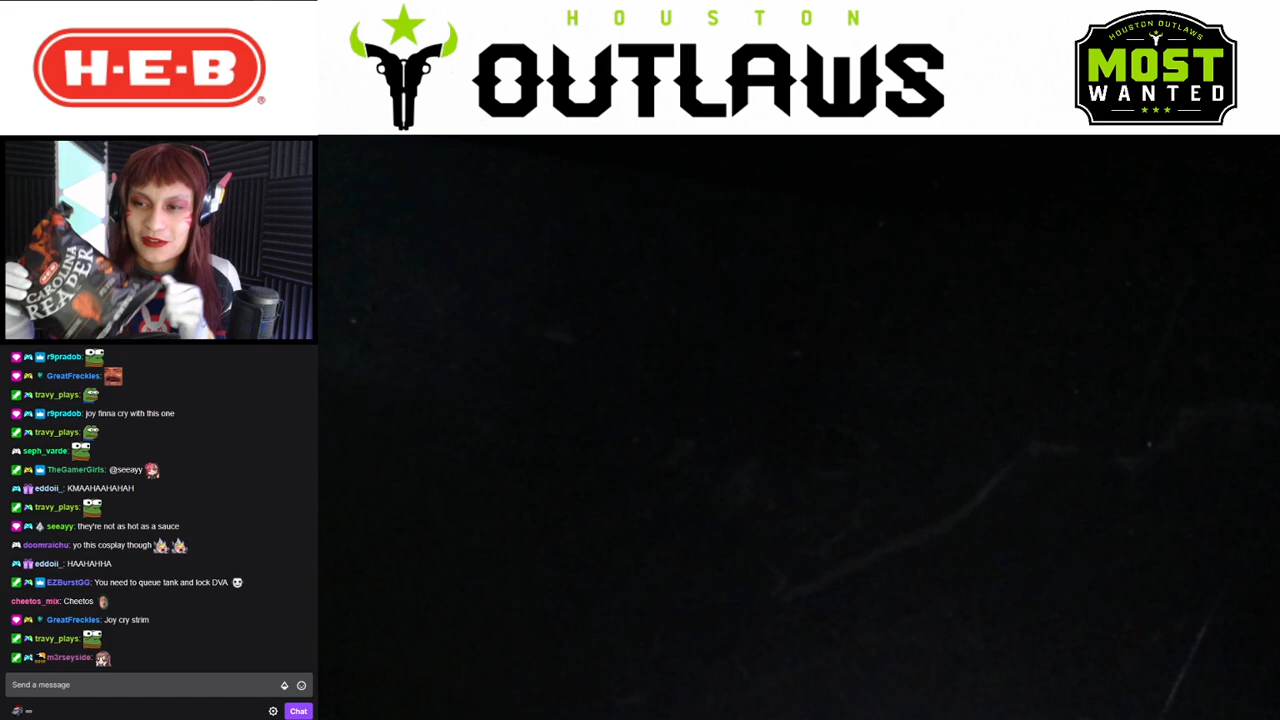 H-E-B
HOUSTON
OUTLAWS
HOUSTON OUTLAWS
MOST
WANTED
H-E-B
CAROLINA
REAPER
r9pradob:
GreatFreckles:
travy_plays:
r9pradob: joy finna cry with this one
travy_plays:
seph_varde:
TheGamerGirls: @seeayy
eddoii_: KMAAHAAHAHAH
travy_plays:
seeayy: they're not as hot as a sauce
doomraichu: yo this cosplay though
eddoii_: HAAHAHHA
EZBurstGG: You need to queue tank and lock DVA
cheetos_mix: Cheetos
GreatFreckles: Joy cry strim
travy_plays:
m3rseyside:
Send a message
Chat